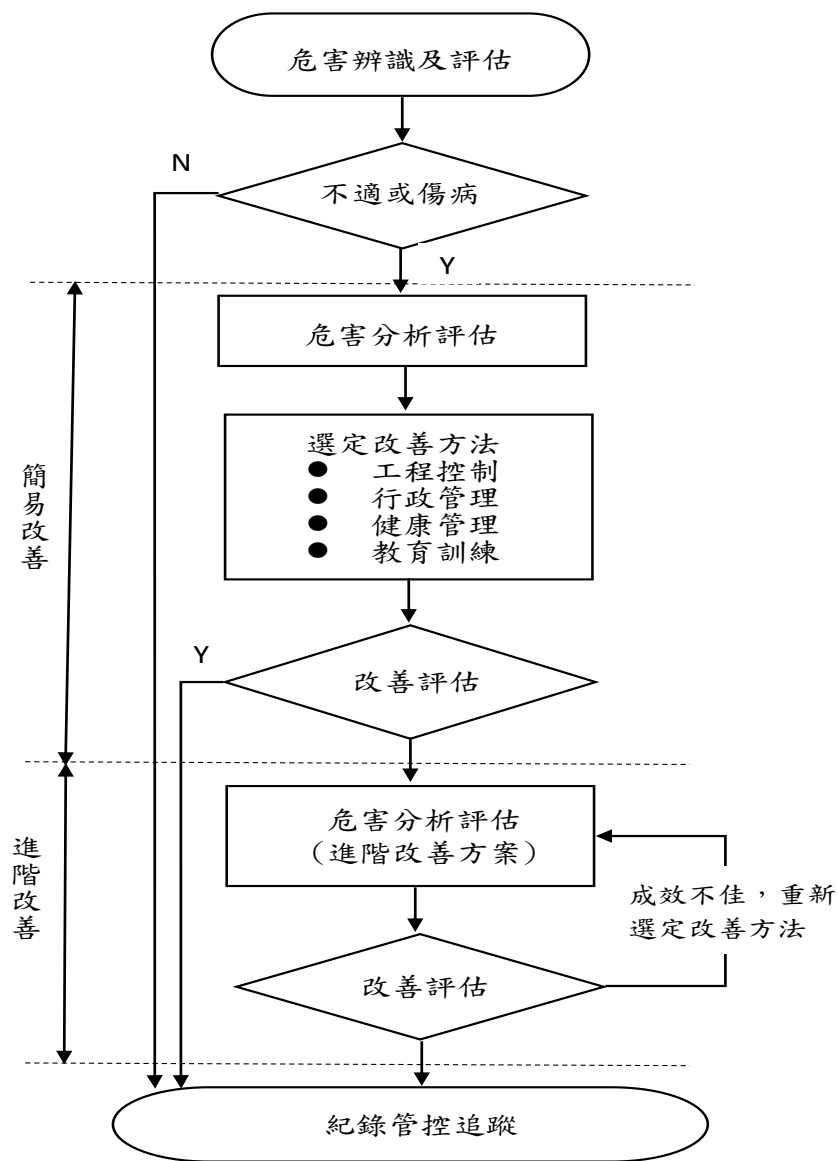 危害辨識及評估
N
不適或傷病
Y
危害分析評估
選定改善方法
● 工程控制
● 行政管理
● 健康管理
● 教育訓練
簡易改善
Y
改善評估
危害分析評估
（進階改善方案）
進階改善
成效不佳，重新
選定改善方法
改善評估
紀錄管控追蹤